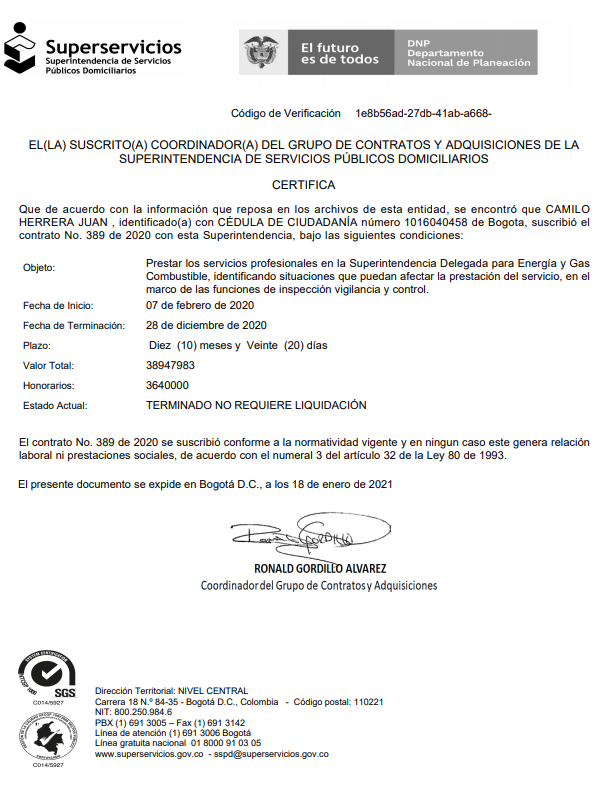 Superservicios
Superintendencia de Servicios
Públicos Domiciliarios
El futuro
es de todos
DNP
Departamento
Nacional de Planeación
Código de Verificación 1e8b56ad-27db-41ab-a668-
EL(LA) SUSCRITO(A) COORDINADOR(A) DEL GRUPO DE CONTRATOS Y ADQUISICIONES DE LA
SUPERINTENDENCIA DE SERVICIOS PÚBLICOS DOMICILIARIOS
CERTIFICA
Que de acuerdo con la información que reposa en los archivos de esta entidad, se encontró que CAMILO
HERRERA JUAN , identificado(a) con CÉDULA DE CIUDADANÍA número 1016040458 de Bogota, suscribió el
contrato No. 389 de 2020 con esta Superintendencia, bajo las siguientes condiciones:
Objeto: Prestar los servicios profesionales en la Superintendencia Delegada para Energía y Gas
Combustible, identificando situaciones que puedan afectar la prestación del servicio, en el
marco de las funciones de inspección vigilancia y control.
Fecha de Inicio: 07 de febrero de 2020
Fecha de Terminación: 28 de diciembre de 2020
Plazo: Diez (10) meses y Veinte (20) días
Valor Total: 38947983
Honorarios: 3640000
Estado Actual: TERMINADO NO REQUIERE LIQUIDACIÓN
El contrato No. 389 de 2020 se suscribió conforme a la normatividad vigente y en ningun caso este genera relación
laboral ni prestaciones sociales, de acuerdo con el numeral 3 del artículo 32 de la Ley 80 de 1993.
El presente documento se expide en Bogotá D.C., a los 18 de enero de 2021
RONALD GORDILLO ALVAREZ
Coordinador del Grupo de Contratos y Adquisiciones
SGS
CO14/5927
CO14/5927
Dirección Territorial: NIVEL CENTRAL
Carrera 18 N.º 84-35 - Bogotá D.C., Colombia - Código postal: 110221
NIT: 800.250.984.6
PBX (1) 691 3005 – Fax (1) 691 3142
Línea de atención (1) 691 3006 Bogotá
Línea gratuita nacional 01 8000 91 03 05
www.superservicios.gov.co - sspd@superservicios.gov.co